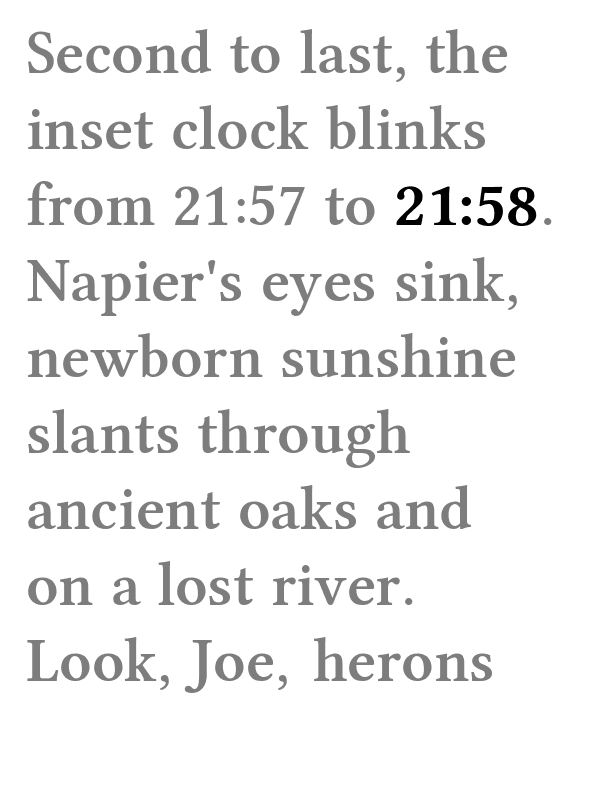 Second to last, the
inset clock blinks
from 21:57 to 21:58.
Napier's eyes sink,
newborn sunshine
slants through
ancient oaks and
on a lost river.
Look, Joe, herons